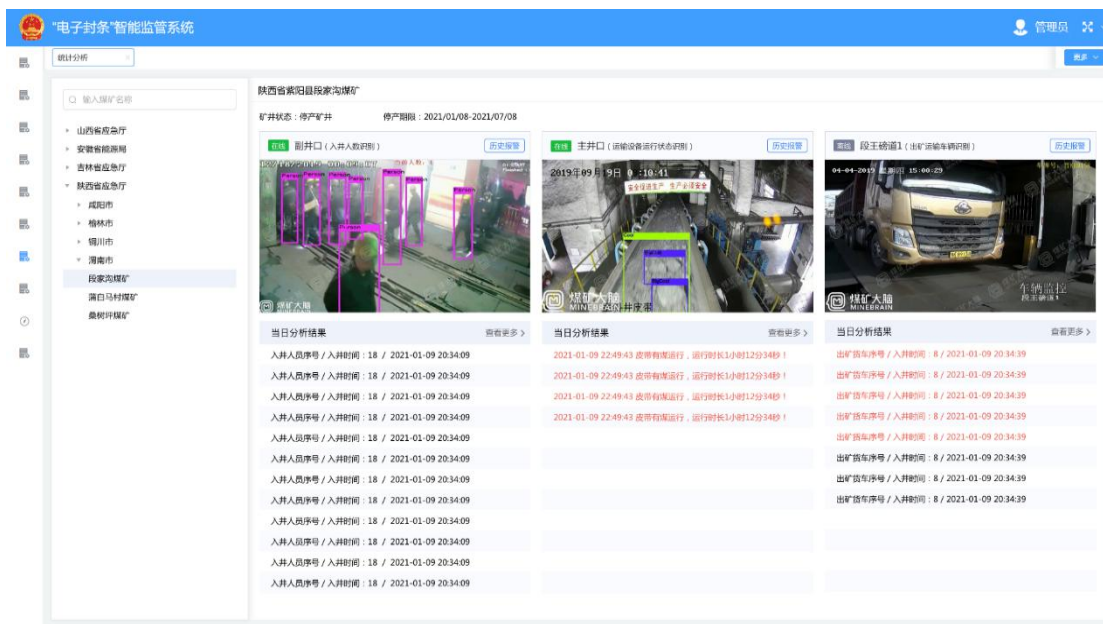 "电子封条"智能监管系统
管理员
统计分析
更多
输入煤矿名称
山西省应急厅
安徽省能源局
吉林省应急厅
陕西省应急厅
咸阳市
榆林市
铜川市
渭南市
段家沟煤矿
蒲白马村煤矿
桑树坪煤矿
陕西省紫阳县段家沟煤矿
矿井状态：停产矿井 停产期限：2021/01/08-2021/07/08
在线 副井口（入井人数识别） 历史报警
Person Person Person Person
Person
Person
煤矿大脑
当日分析结果 查看更多 >
入井人员序号 / 入井时间：18 / 2021-01-09 20:34:09
入井人员序号 / 入井时间：18 / 2021-01-09 20:34:09
入井人员序号 / 入井时间：18 / 2021-01-09 20:34:09
入井人员序号 / 入井时间：18 / 2021-01-09 20:34:09
入井人员序号 / 入井时间：18 / 2021-01-09 20:34:09
入井人员序号 / 入井时间：18 / 2021-01-09 20:34:09
入井人员序号 / 入井时间：18 / 2021-01-09 20:34:09
入井人员序号 / 入井时间：18 / 2021-01-09 20:34:09
入井人员序号 / 入井时间：18 / 2021-01-09 20:34:09
入井人员序号 / 入井时间：18 / 2021-01-09 20:34:09
入井人员序号 / 入井时间：18 / 2021-01-09 20:34:09
入井人员序号 / 入井时间：18 / 2021-01-09 20:34:09
在线 主井口（运输设备运行状态识别） 历史报警
2019年09月 9日
:10:41
安全促进生产 生产必须安全
煤矿大脑
MINEBRAIN
井皮带
当日分析结果 查看更多 >
2021-01-09 22:49:43 皮带有煤运行，运行时长1小时12分34秒！
2021-01-09 22:49:43 皮带有煤运行，运行时长1小时12分34秒！
2021-01-09 22:49:43 皮带有煤运行，运行时长1小时12分34秒！
2021-01-09 22:49:43 皮带有煤运行，运行时长1小时12分34秒！
离线 段王磅道1（出矿运输车辆识别） 历史报警
04-04-2019 星期四 15:00:29
煤矿大脑
MINEBRAIN
车辆监控
段王磅道1
当日分析结果 查看更多 >
出矿货车序号 / 入井时间：8 / 2021-01-09 20:34:39
出矿货车序号 / 入井时间：8 / 2021-01-09 20:34:39
出矿货车序号 / 入井时间：8 / 2021-01-09 20:34:39
出矿货车序号 / 入井时间：8 / 2021-01-09 20:34:39
出矿货车序号 / 入井时间：8 / 2021-01-09 20:34:39
出矿货车序号 / 入井时间：8 / 2021-01-09 20:34:39
出矿货车序号 / 入井时间：8 / 2021-01-09 20:34:39
出矿货车序号 / 入井时间：8 / 2021-01-09 20:34:39